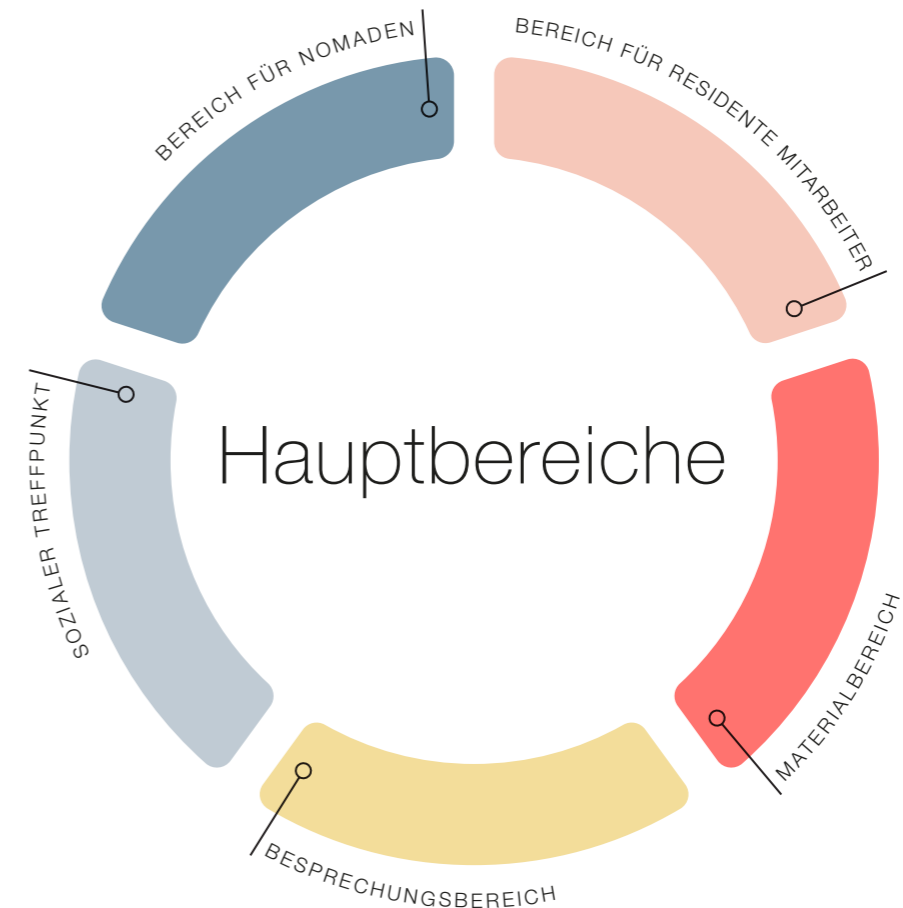 BEREICH FÜR NOMADEN
BEREICH FÜR RESIDENTE MITARBEITER
Hauptbereiche
SOZIALER TREFFPUNKT
MATERIALBEREICH
BESPRECHUNGSBEREICH